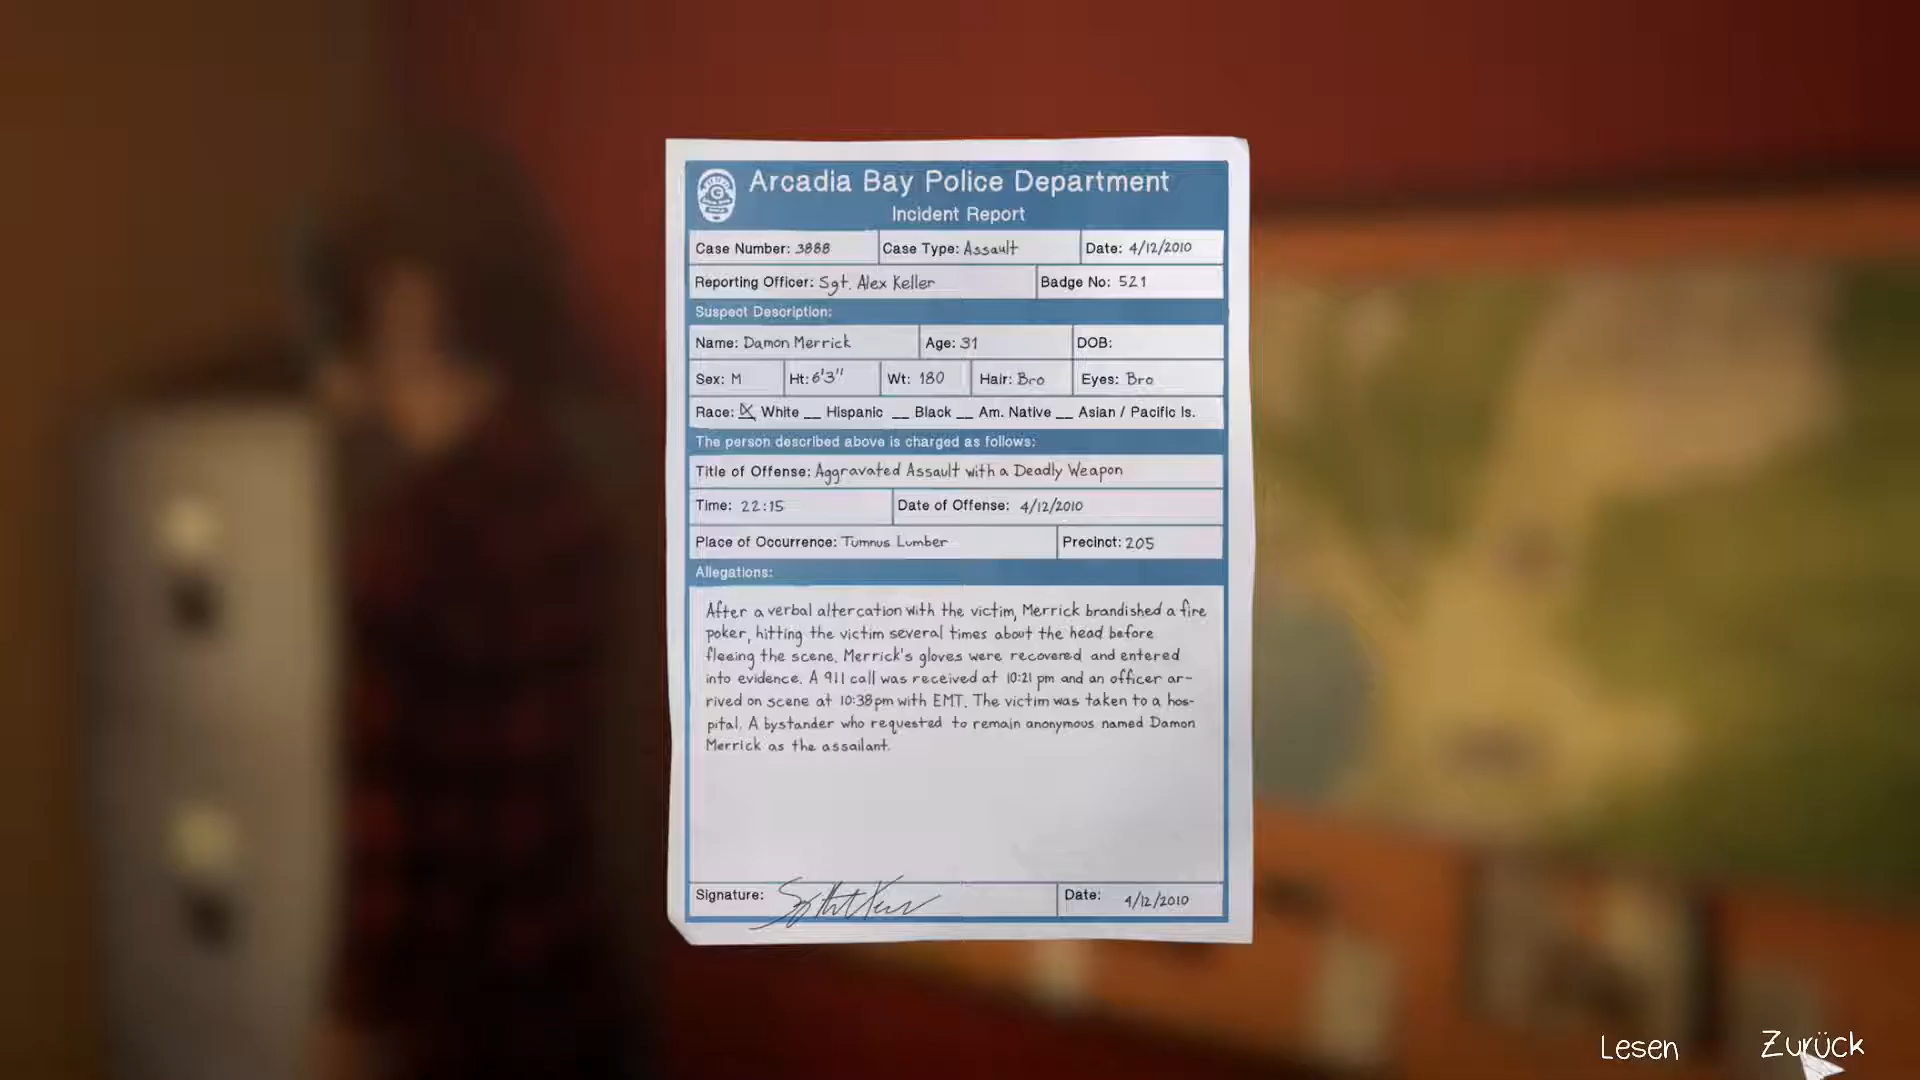 Arcadia Bay Police Department
Incident Report
Case Number: 3888 Case Type: Assault Date: 4/12/2010
Reporting Officer: Sgt. Alex Keller Badge No: 521
Suspect Description:
Name: Damon Merrick Age: 31 DOB:
Sex: M Ht: 6'3" Wt: 180 Hair: Bro Eyes: Bro
Race: X White __ Hispanic __ Black __ Am. Native __ Asian / Pacific Is.
The person described above is charged as follows:
Title of Offense: Aggravated Assault with a Deadly Weapon
Time: 22:15 Date of Offense: 4/12/2010
Place of Occurrence: Tumnus Lumber Precinct: 205
Allegations:
After a verbal altercation with the victim, Merrick brandished a fire
poker, hitting the victim several times about the head before
fleeing the scene. Merrick's gloves were recovered and entered
into evidence. A 911 call was received at 10:21 pm and an officer ar-
rived on scene at 10:38pm with EMT. The victim was taken to a hos-
pital. A bystander who requested to remain anonymous named Damon
Merrick as the assailant.
Signature: Date: 4/12/2010
Lesen Zurück